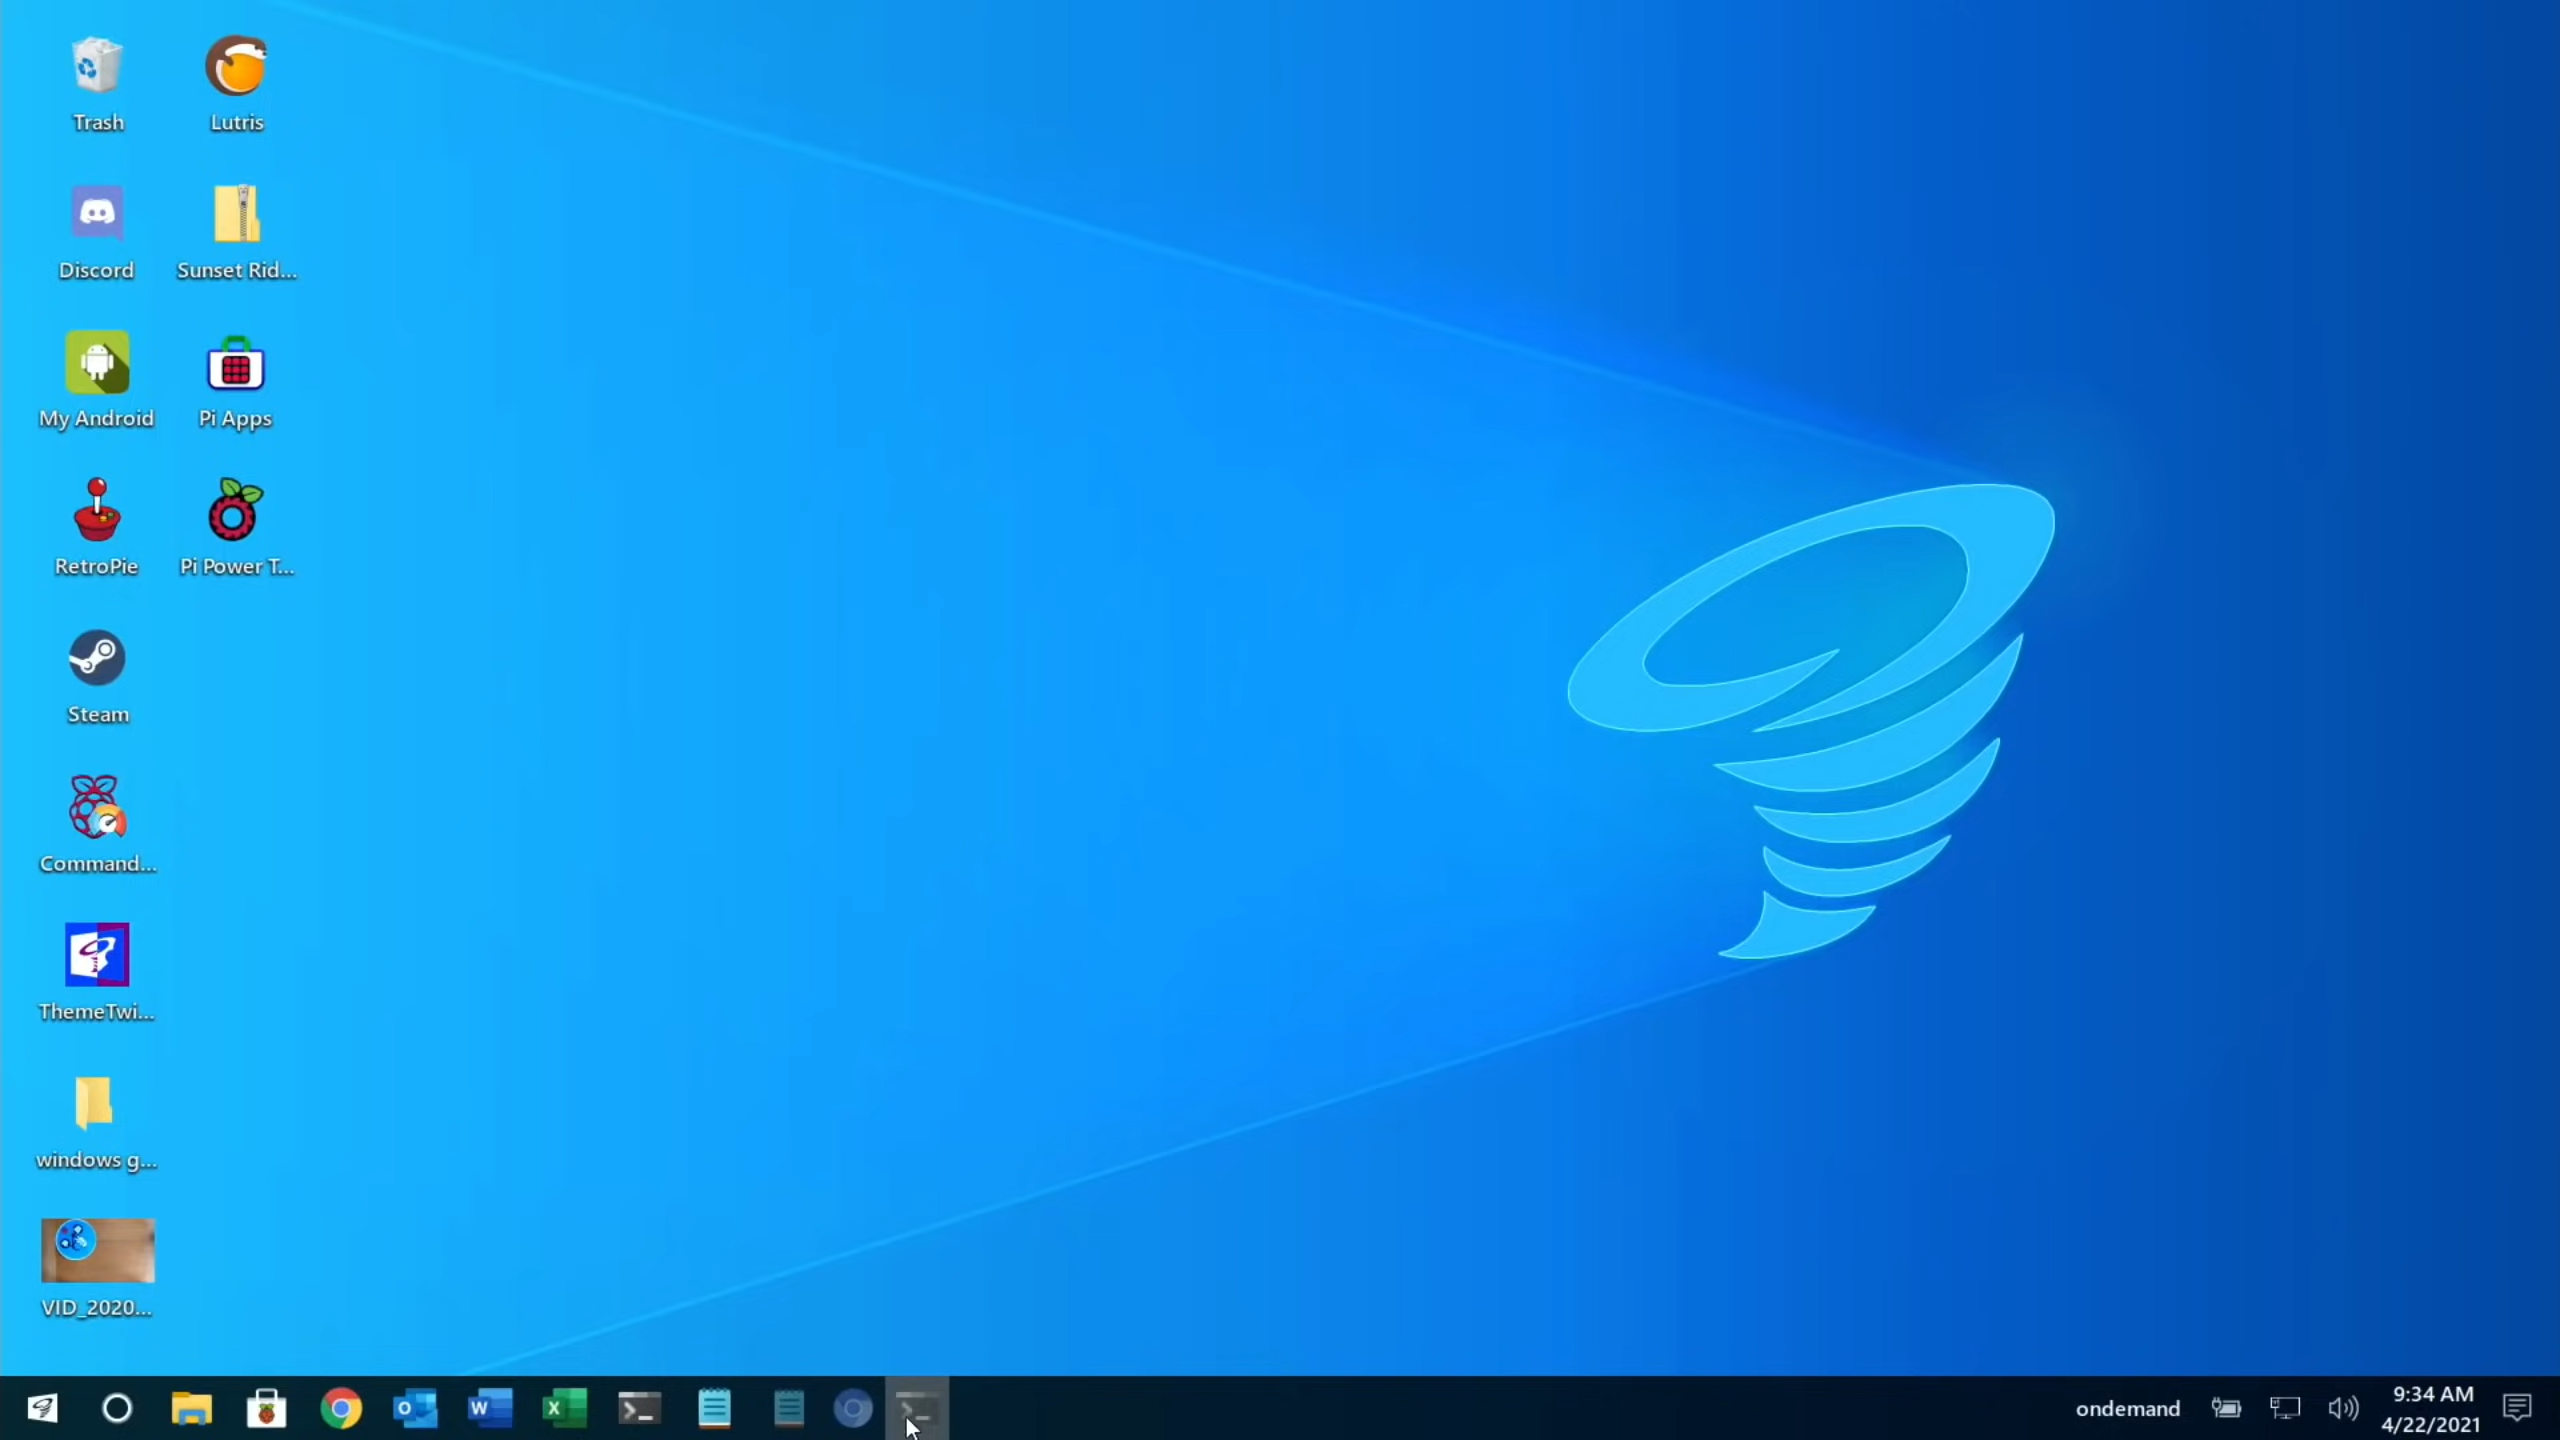 Trash
Lutris
Discord
Sunset Rid...
My Android
Pi Apps
RetroPie
Pi Power T...
Steam
Command...
ThemeTwi...
windows g...
VID_2020...
ondemand
9:34 AM
4/22/2021